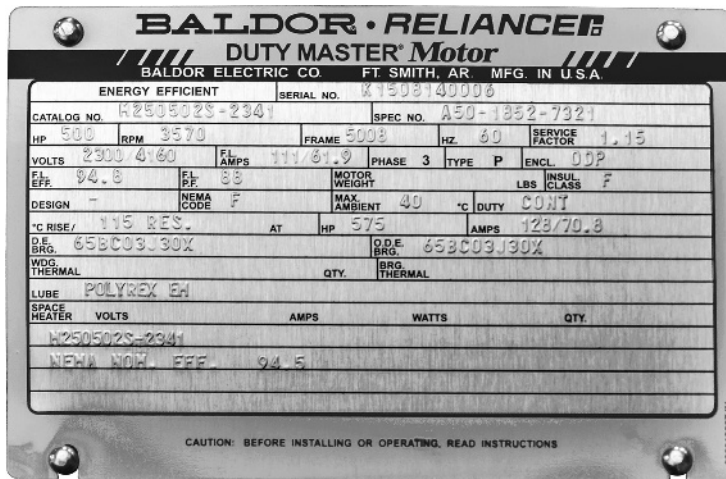 BALDOR • RELIANCE
DUTY MASTER® Motor
BALDOR ELECTRIC CO. FT. SMITH, AR. MFG. IN U.S.A.
ENERGY EFFICIENT SERIAL NO. X1508140006
CATALOG NO. M250502S-2341 SPEC NO. A50-1852-7321
HP 500 RPM 3570 FRAME 5008 HZ. 60 SERVICE FACTOR 1.15
VOLTS 2300/4160 F.L. AMPS 111/61.9 PHASE 3 TYPE P ENCL. ODP
F.L. EFF. 94.8 F.L. P.F. 88 MOTOR WEIGHT LBS INSUL. CLASS F
DESIGN - NEMA CODE F MAX. AMBIENT 40 °C DUTY CONT
°C RISE/ 115 RES. AT HP 575 AMPS 128/70.8
D.E. BRG. 65BC03J30X O.D.E. BRG. 65BC03J30X
WDG. THERMAL QTY. BRG. THERMAL
LUBE POLYREX EM
SPACE HEATER VOLTS AMPS WATTS QTY.
M250502S-2341
NEMA NOM. EFF. 94.5
CAUTION: BEFORE INSTALLING OR OPERATING, READ INSTRUCTIONS